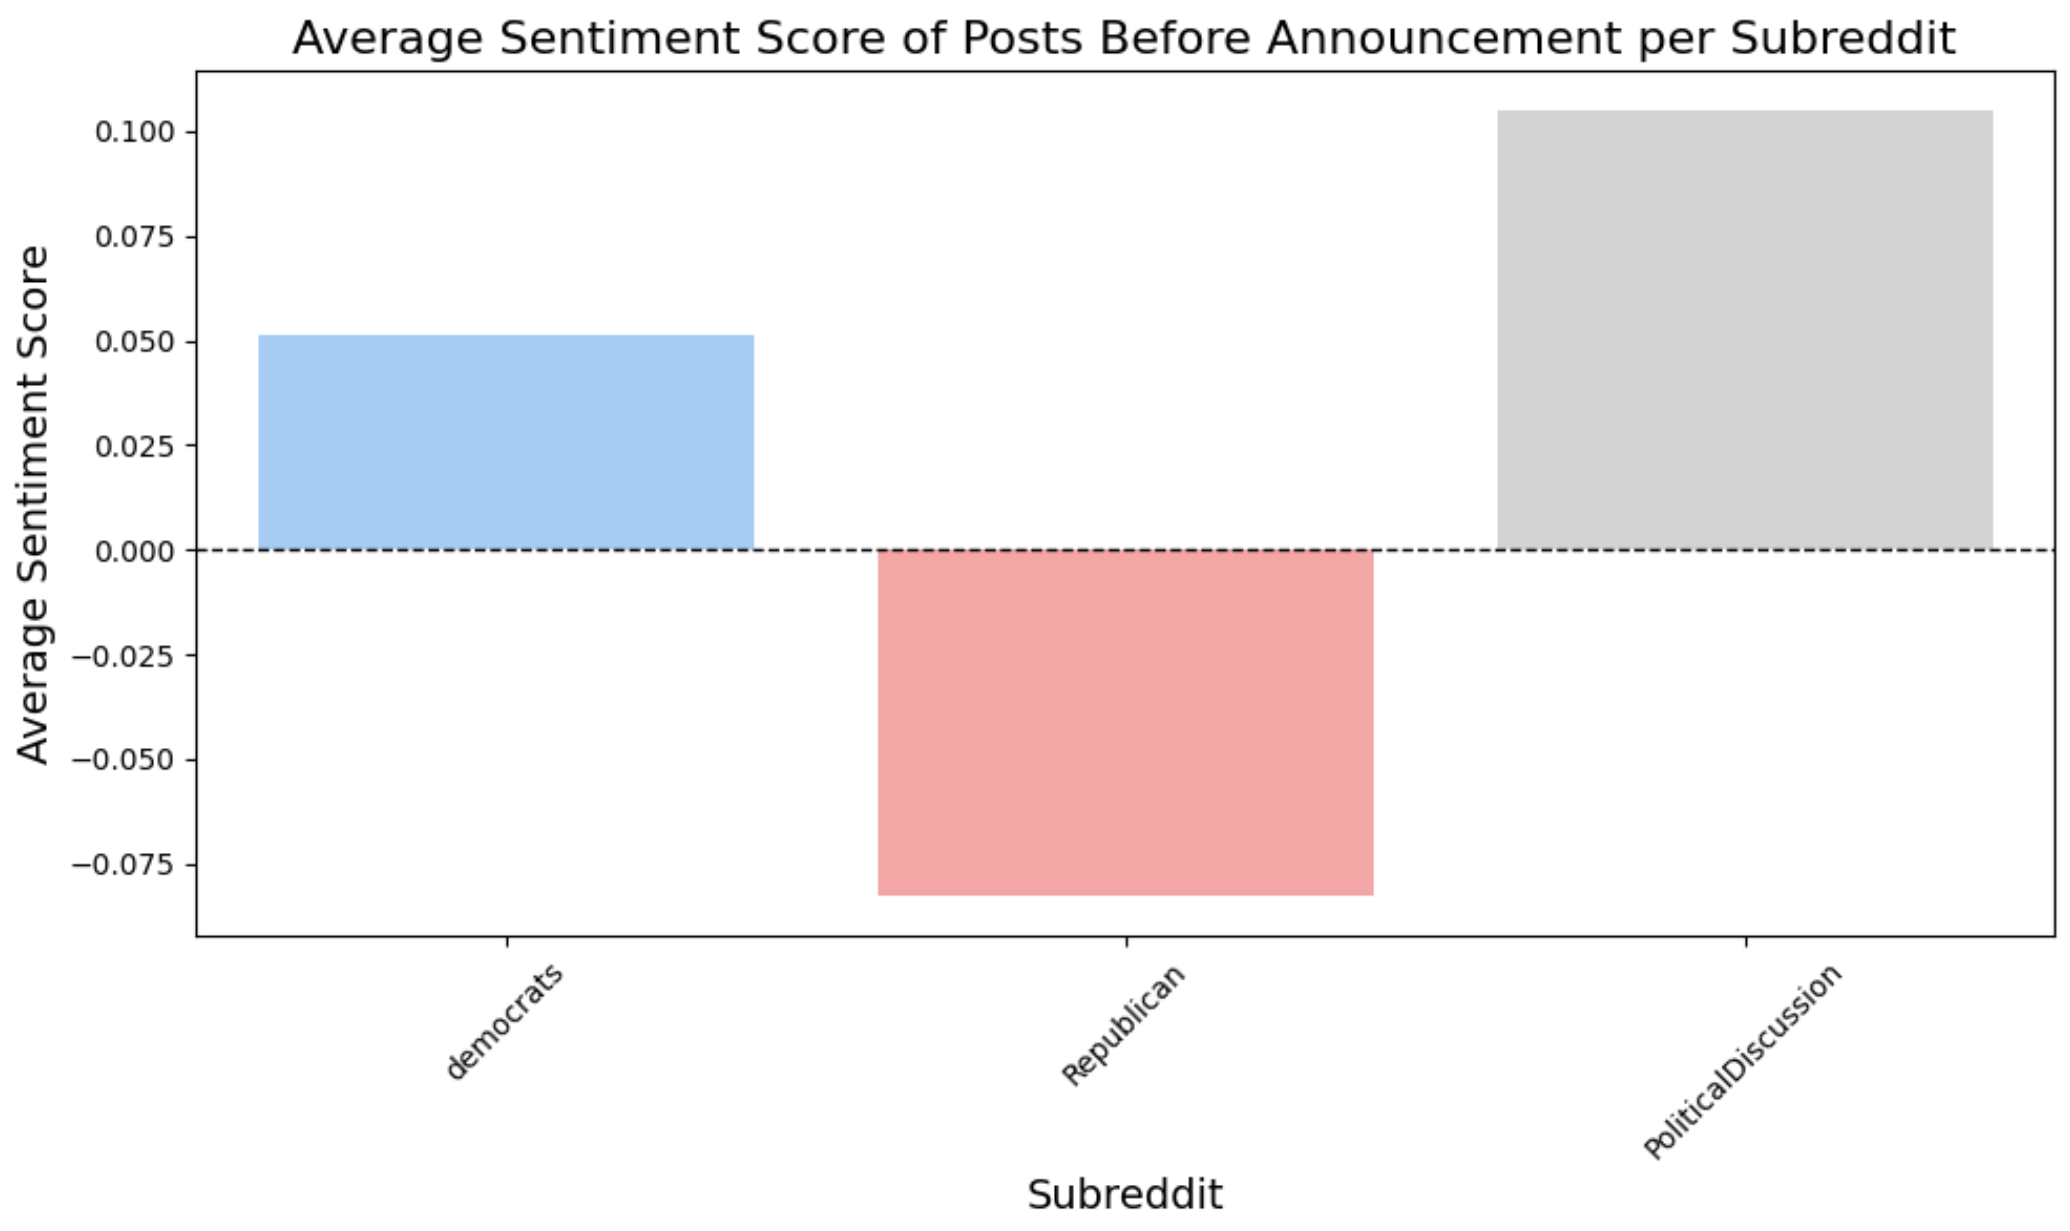 Average Sentiment Score of Posts Before Announcement per Subreddit
Average Sentiment Score
0.100
0.075
0.050
0.025
0.000
−0.025
−0.050
−0.075
democrats
Republican
PoliticalDiscussion
Subreddit